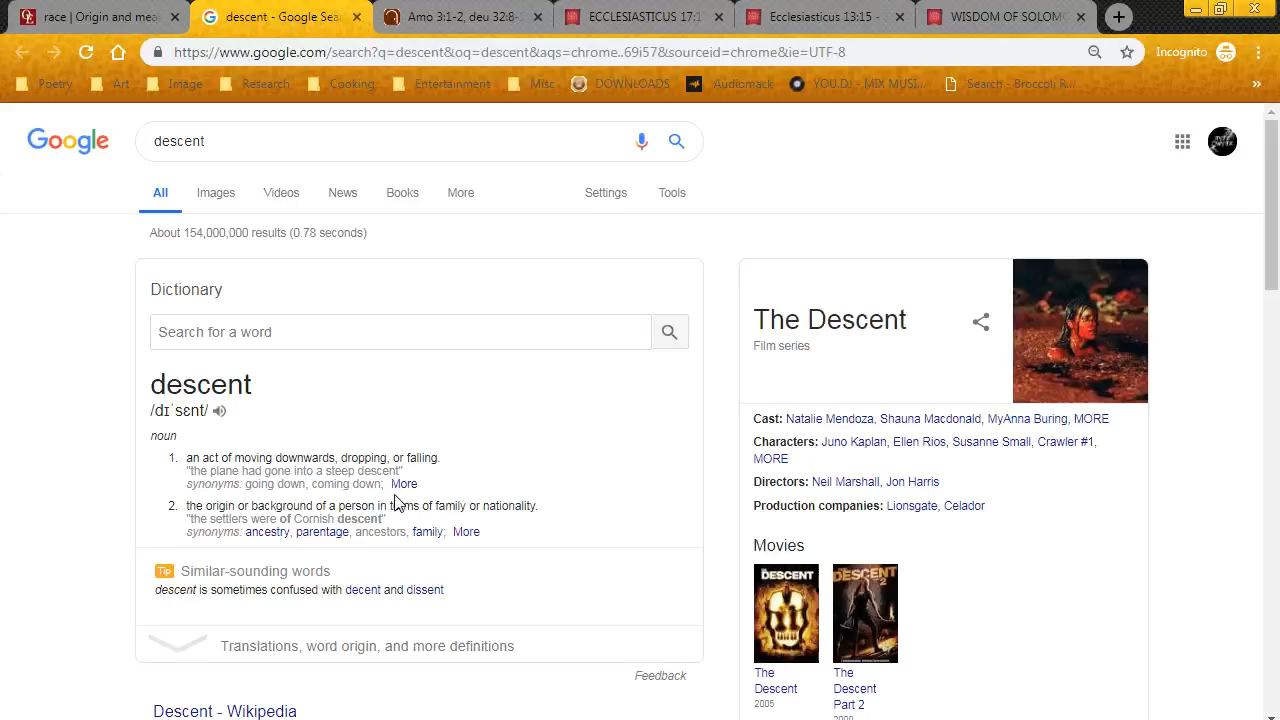 race | Origin and mea
descent - Google Sea
Amo 3:1-2, deu 32:8-
ECCLESIASTICUS 17:1
Ecclesiasticus 13:15 -
WISDOM OF SOLOMO
https://www.google.com/search?q=descent&oq=descent&aqs=chrome..69i57&sourceid=chrome&ie=UTF-8
Incognito
Poetry Art Image Research Cooking Entertainment Misc DOWNLOADS Audiomack YOU.DJ - MIX MUSI... Search - Broccoli R...
Google
descent
All Images Videos News Books More Settings Tools
About 154,000,000 results (0.78 seconds)
Dictionary
Search for a word
descent
/dɪˈsɛnt/
noun
1. an act of moving downwards, dropping, or falling.
"the plane had gone into a steep descent"
synonyms: going down, coming down; More
2. the origin or background of a person in terms of family or nationality.
"the settlers were of Cornish descent"
synonyms: ancestry, parentage, ancestors, family; More
Tip Similar-sounding words
descent is sometimes confused with decent and dissent
Translations, word origin, and more definitions
Feedback
Descent - Wikipedia
The Descent
Film series
Cast: Natalie Mendoza, Shauna Macdonald, MyAnna Buring, MORE
Characters: Juno Kaplan, Ellen Rios, Susanne Small, Crawler #1,
MORE
Directors: Neil Marshall, Jon Harris
Production companies: Lionsgate, Celador
Movies
THE DESCENT
DESCENT 2
The
Descent
2005
The
Descent
Part 2